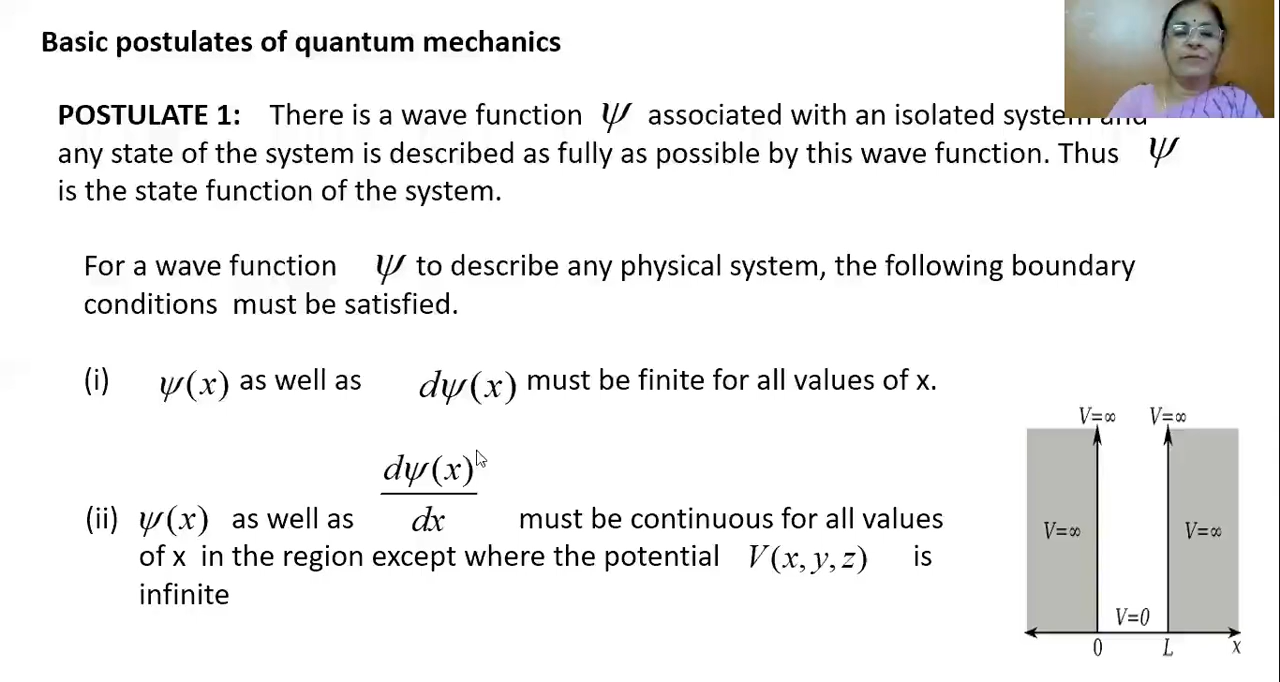 Basic postulates of quantum mechanics
POSTULATE 1: There is a wave function ψ associated with an isolated system and
any state of the system is described as fully as possible by this wave function. Thus ψ
is the state function of the system.
For a wave function ψ to describe any physical system, the following boundary
conditions must be satisfied.
(i) ψ(x) as well as dψ(x) must be finite for all values of x.
(ii) ψ(x) as well as dψ(x)/dx must be continuous for all values
of x in the region except where the potential V(x, y, z) is
infinite
V=∞ V=∞
V=∞ V=∞
V=0
0 L x